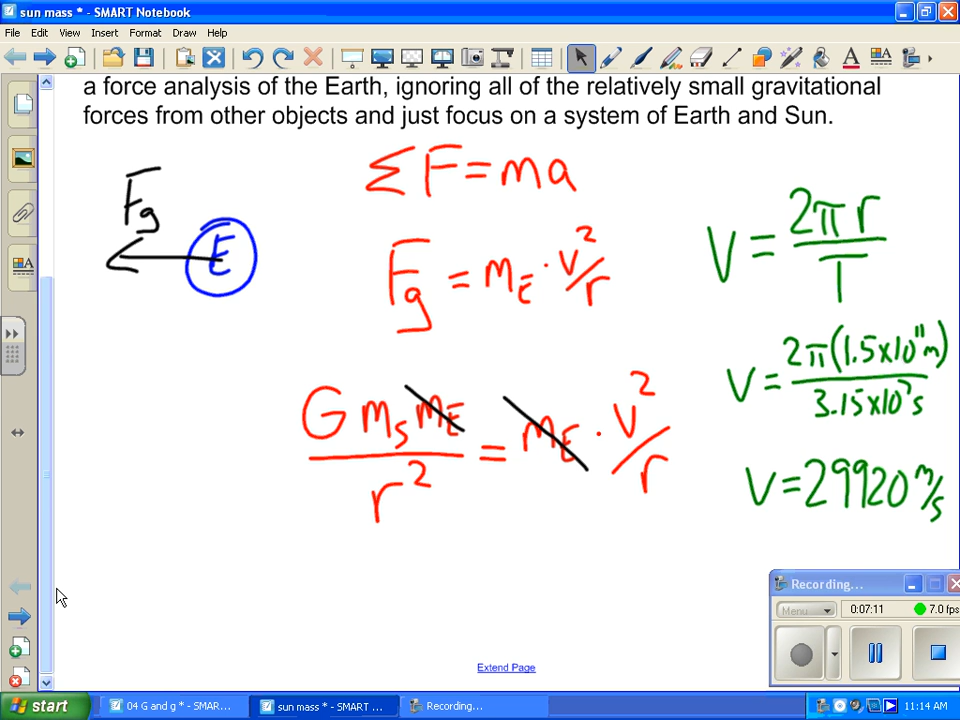 sun mass * - SMART Notebook
File Edit View Insert Format Draw Help
a force analysis of the Earth, ignoring all of the relatively small gravitational
forces from other objects and just focus on a system of Earth and Sun.
ΣF = ma
Fg
E
Fg = mE · v²/r
V = 2πr/T
V = 2π(1.5x10¹¹m)/3.15x10⁷s
G mS mE / r² = mE · v²/r
V = 29920 m/s
Recording...
Menu 0:07:11 7.0 fps
Extend Page
start 04 G and g * - SMAR... sun mass * - SMART ... Recording... 11:14 AM